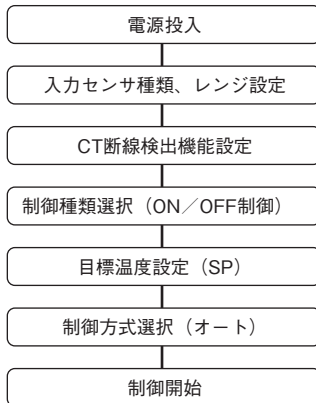 電源投入
入力センサ種類、レンジ設定
CT断線検出機能設定
制御種類選択（ON／OFF制御）
目標温度設定（SP）
制御方式選択（オート）
制御開始